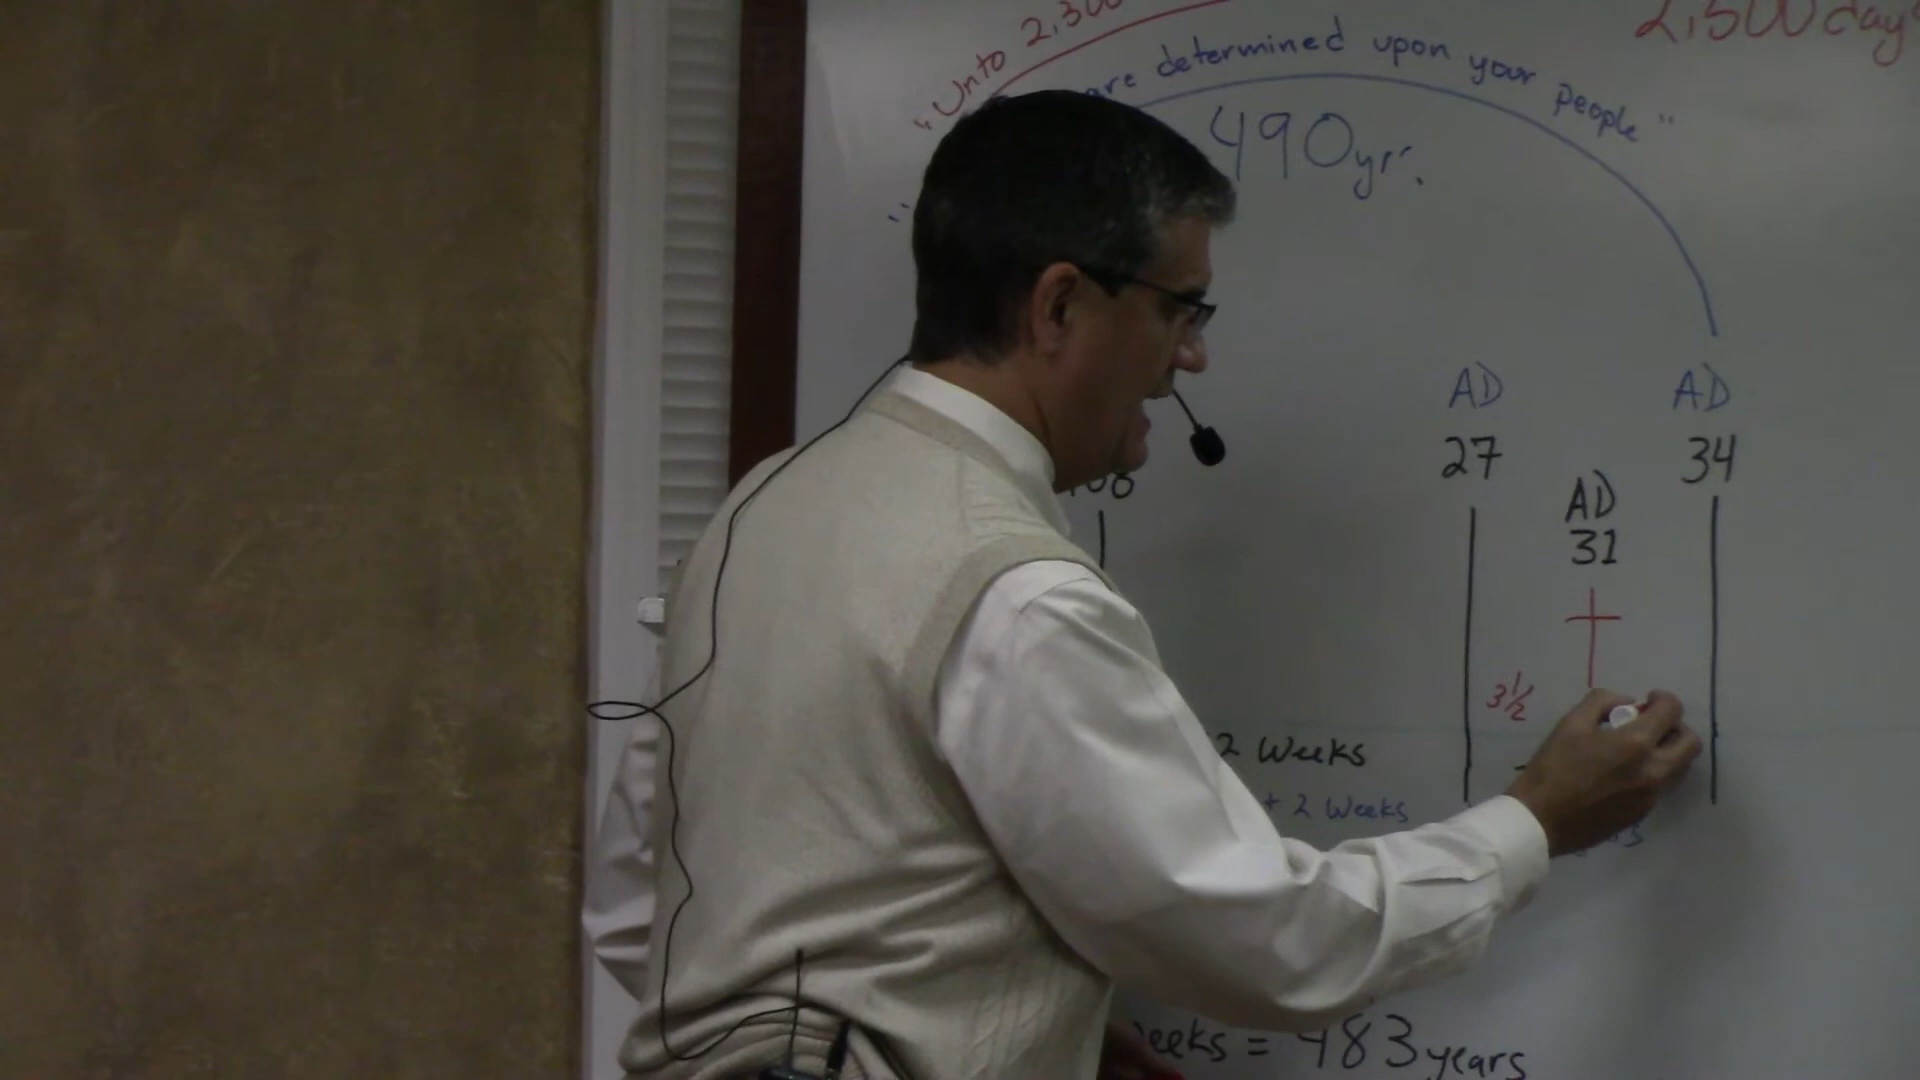 "Unto 2,300
2,300 days
are determined upon your people"
490yr.
AD
27
AD
34
AD
31
3½
2 Weeks
+ 2 Weeks
= 483 years